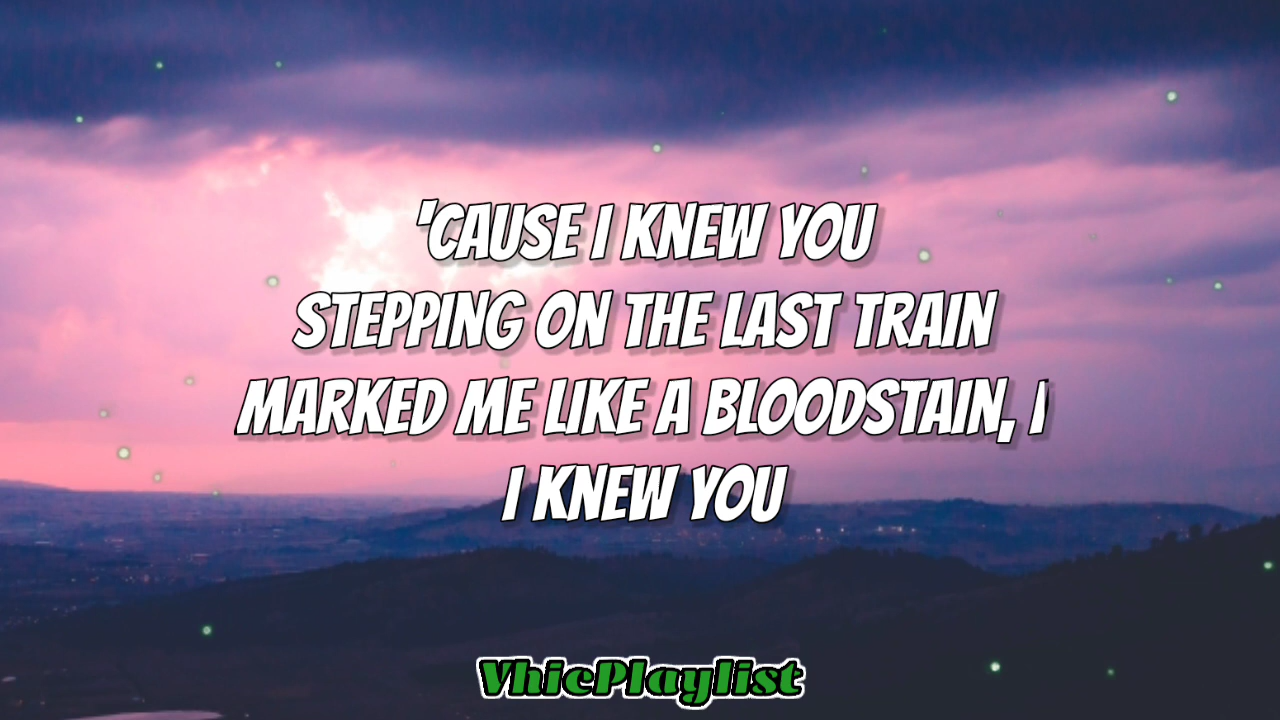 'CAUSE I KNEW YOU
STEPPING ON THE LAST TRAIN
MARKED ME LIKE A BLOODSTAIN, I
I KNEW YOU
VhicPlaylist